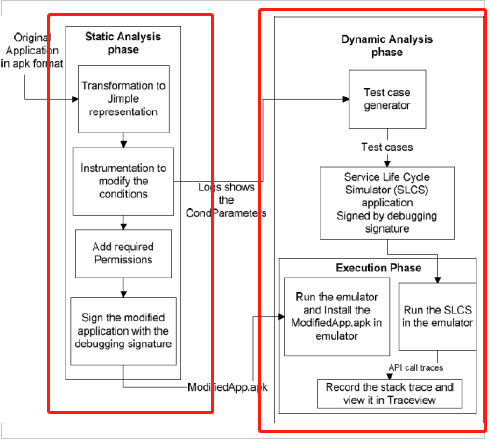 Original
Application
in apk format
Static Analysis
phase
Transformation to
Jimple
representation
Instrumentation to
modify the
conditions
Add required
Permissions
Sign the modified
application with the
debugging signature
Logs shows
the
CondParameters
ModifiedApp.apk
Dynamic Analysis
phase
Test case
generator
Test cases
Service Life Cycle
Simulator (SLCS)
application
Signed by debugging
signature
Execution Phase
Run the emulator
and Install the
ModifiedApp.apk in
emulator
Run the SLCS
in the emulator
API call traces
Record the stack trace and
view it in Traceview